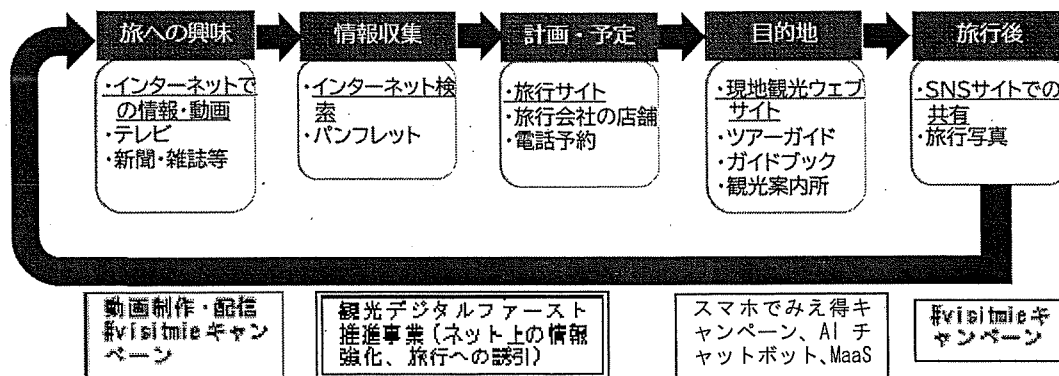 旅への興味
・インターネットで
の情報・動画
・テレビ
・新聞・雑誌等
情報収集
・インターネット検
索
・パンフレット
計画・予定
・旅行サイト
・旅行会社の店舗
・電話予約
目的地
・現地観光ウェブ
サイト
・ツアーガイド
・ガイドブック
・観光案内所
旅行後
・SNSサイトでの
共有
・旅行写真
動画制作・配信
#visitmieキャン
ペーン
観光デジタルファースト
推進事業(ネット上の情報
強化、旅行への誘引)
スマホでみえ得キ
ャンペーン、AI チ
ャットボット、MaaS
#visitmieキ
ャンペーン